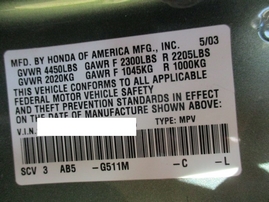 MFD. BY HONDA OF AMERICA MFG., INC. 5/03
GVWR 4450LBS GAWR F 2300LBS R 2205LBS
GVWR 2020KG GAWR F 1045KG R 1000KG
THIS VEHICLE CONFORMS TO ALL APPLICABLE
FEDERAL MOTOR VEHICLE SAFETY
AND THEFT PREVENTION STANDARDS IN EFFECT
ON THE DATE OF MANUFACTURE SHOWN ABOVE.
V.I.N. TYPE: MPV
SCV 3 AB5 -G511M -C -L